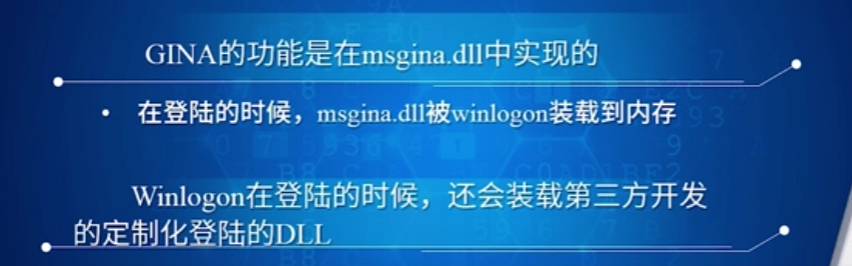 GINA的功能是在msgina.dll中实现的
• 在登陆的时候，msgina.dll被winlogon装载到内存
Winlogon在登陆的时候，还会装载第三方开发
的定制化登陆的DLL